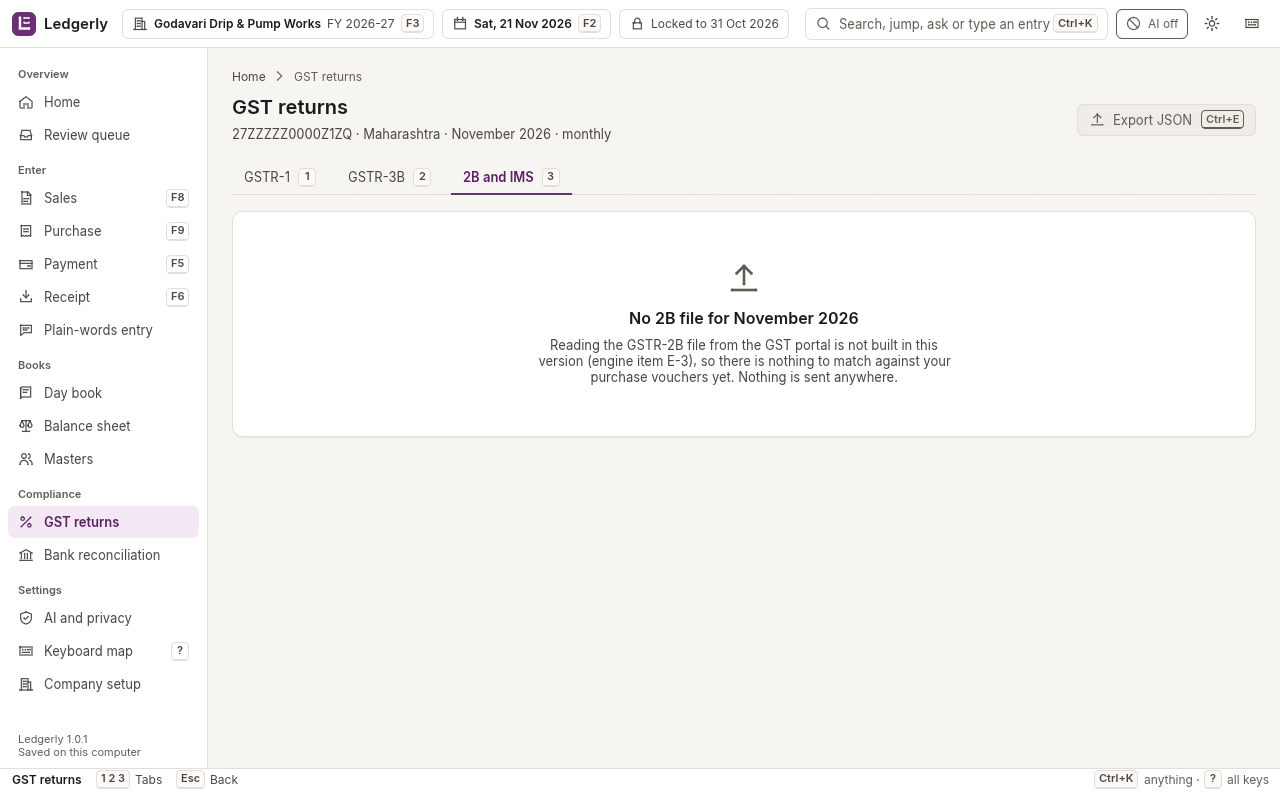 Ledgerly
Godavari Drip & Pump Works FY 2026-27 F3
Sat, 21 Nov 2026 F2
Locked to 31 Oct 2026
Search, jump, ask or type an entry Ctrl+K
AI off
Overview
Home
Review queue
Enter
Sales F8
Purchase F9
Payment F5
Receipt F6
Plain-words entry
Books
Day book
Balance sheet
Masters
Compliance
GST returns
Bank reconciliation
Settings
AI and privacy
Keyboard map ?
Company setup
Ledgerly 1.0.1
Saved on this computer
Home GST returns
GST returns
27ZZZZZ0000Z1ZQ · Maharashtra · November 2026 · monthly
Export JSON Ctrl+E
GSTR-1 1 GSTR-3B 2 2B and IMS 3
No 2B file for November 2026
Reading the GSTR-2B file from the GST portal is not built in this
version (engine item E-3), so there is nothing to match against your
purchase vouchers yet. Nothing is sent anywhere.
GST returns 1 2 3 Tabs Esc Back
Ctrl+K anything · ? all keys